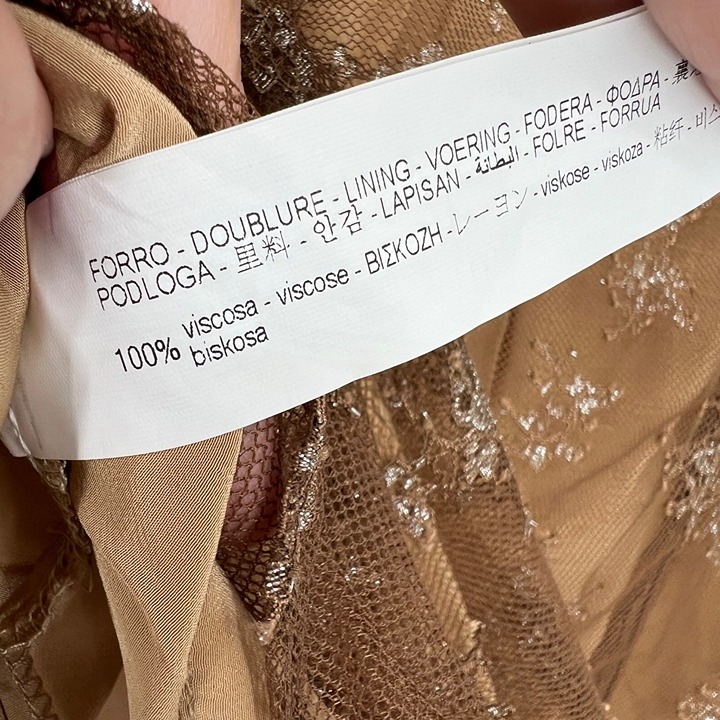 FORRO - DOUBLURE - LINING - VOERING - FODERA - ΦΟΔΡΑ -
PODLOGA - 里料 - 안감 - LAPISAN - البطانة - FOLRE - FORRUA
100% viscosa - viscose - ΒΙΣΚΟΖΗ - レーヨン - viskose - viskoza - 粘纤 -
biskosa